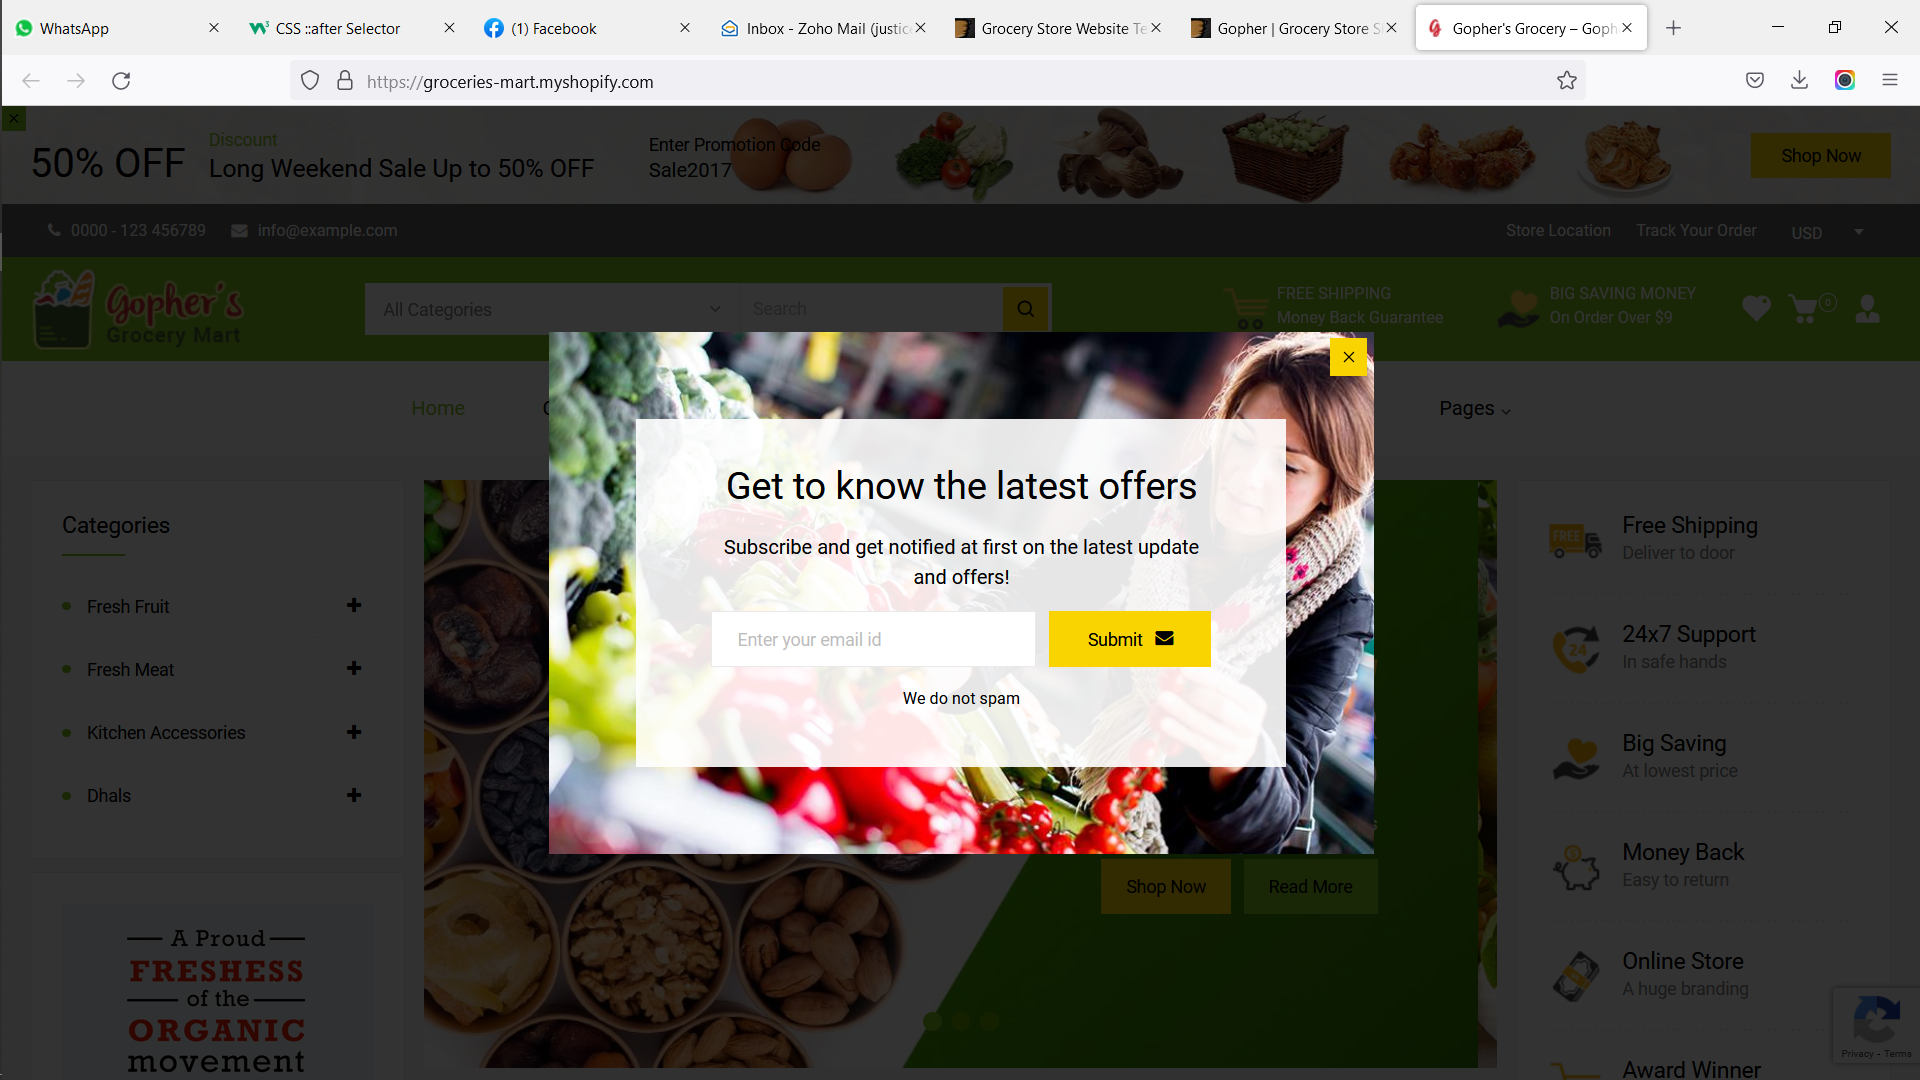 WhatsApp
CSS ::after Selector
(1) Facebook
Inbox - Zoho Mail (justic
Grocery Store Website Te
Gopher | Grocery Store S
Gopher's Grocery – Goph
https://groceries-mart.myshopify.com
50% OFF
Discount
Long Weekend Sale Up to 50% OFF
Enter Promotion Code
Sale2017
Shop Now
0000 - 123 456789
info@example.com
Store Location
Track Your Order
USD
Gopher's
Grocery Mart
All Categories
Search
FREE SHIPPING
Money Back Guarantee
BIG SAVING MONEY
On Order Over $9
0
Home
Pages
Get to know the latest offers
Subscribe and get notified at first on the latest update
and offers!
Enter your email id
Submit
We do not spam
Categories
Fresh Fruit
Fresh Meat
Kitchen Accessories
Dhals
A Proud
FRESHESS
of the
ORGANIC
movement
Shop Now
Read More
FREE
Free Shipping
Deliver to door
24
24x7 Support
In safe hands
Big Saving
At lowest price
Money Back
Easy to return
Online Store
A huge branding
Award Winner
Privacy - Terms